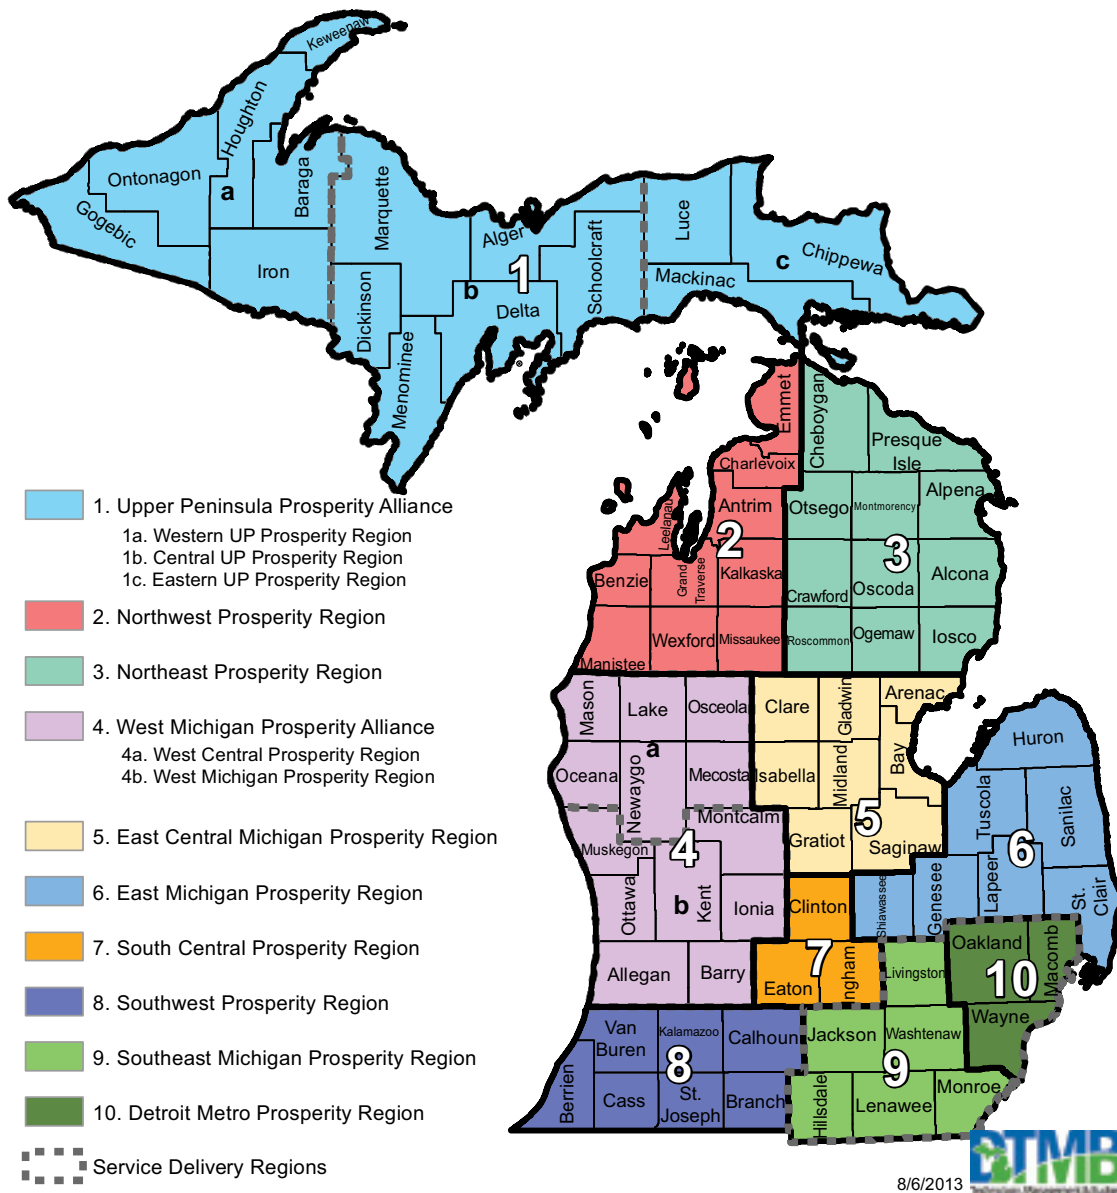 Keweenaw
Houghton
Ontonagon
a
Baraga
Gogebic
Marquette
Iron
Alger
1
Luce
c
Chippewa
Mackinac
Schoolcraft
b
Delta
Dickinson
Menominee
Emmet
Cheboygan
Presque
Isle
Charlevoix
Antrim
Otsego
Montmorency
Alpena
Leelanau
2
3
Benzie
Grand
Traverse
Kalkaska
Crawford
Oscoda
Alcona
Manistee
Wexford
Missaukee
Roscommon
Ogemaw
Iosco
1. Upper Peninsula Prosperity Alliance
1a. Western UP Prosperity Region
1b. Central UP Prosperity Region
1c. Eastern UP Prosperity Region
2. Northwest Prosperity Region
3. Northeast Prosperity Region
4. West Michigan Prosperity Alliance
4a. West Central Prosperity Region
4b. West Michigan Prosperity Region
5. East Central Michigan Prosperity Region
6. East Michigan Prosperity Region
7. South Central Prosperity Region
8. Southwest Prosperity Region
9. Southeast Michigan Prosperity Region
10. Detroit Metro Prosperity Region
Service Delivery Regions
Mason
Lake
Osceola
Clare
Gladwin
Arenac
a
Oceana
Newaygo
Mecosta
Isabella
Midland
Bay
Huron
Montcalm
Gratiot
5
Saginaw
Tuscola
Sanilac
6
Muskegon
4
Ottawa
b
Kent
Ionia
Clinton
Shiawassee
Genesee
Lapeer
St.
Clair
Allegan
Barry
Eaton
7
Ingham
Livingston
Oakland
Macomb
10
Van
Buren
Kalamazoo
Calhoun
Jackson
Washtenaw
Wayne
8
9
Berrien
Cass
St.
Joseph
Branch
Hillsdale
Lenawee
Monroe
DTMB
8/6/2013